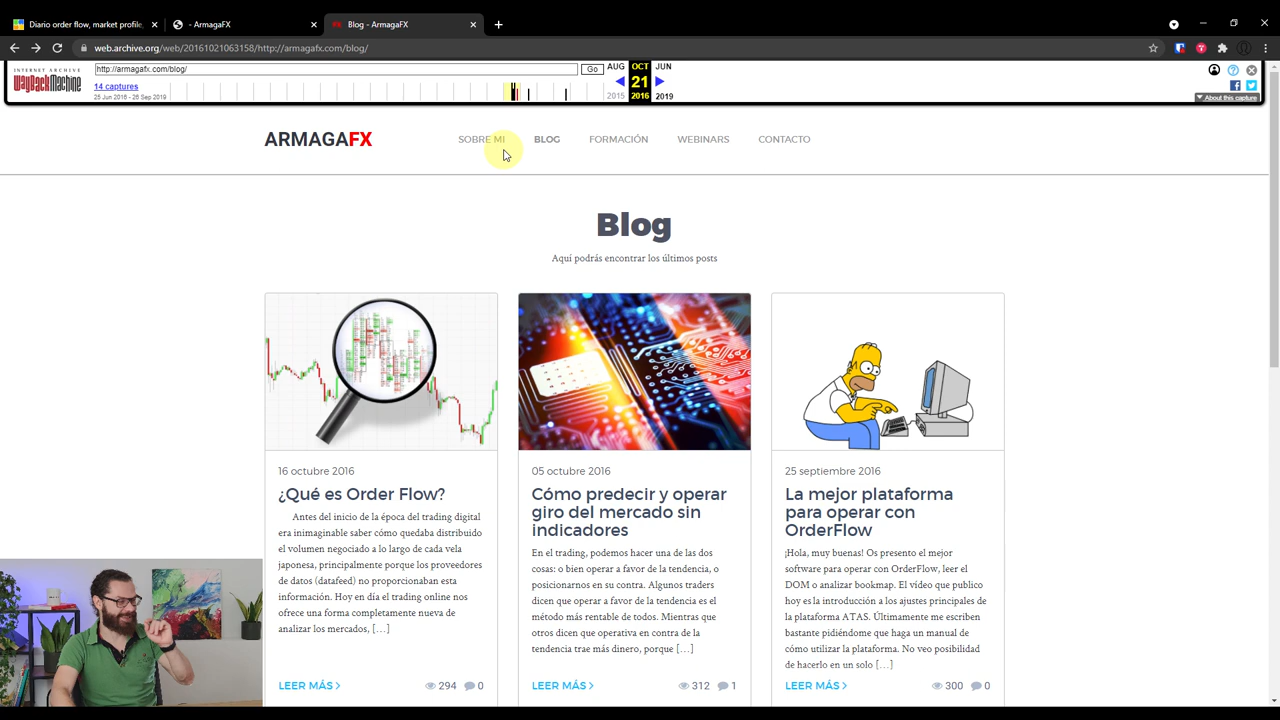 Diario order flow, market profile,
- ArmagaFX
Blog - ArmagaFX
web.archive.org/web/20161021063158/http://armagafx.com/blog/
INTERNET ARCHIVE
WayBackMachine
http://armagafx.com/blog/
Go
AUG
OCT
JUN
14 captures
25 Jun 2016 - 26 Sep 2019
21
2015
2016
2019
About this capture
ARMAGAFX
SOBRE MI
BLOG
FORMACIÓN
WEBINARS
CONTACTO
Blog
Aquí podrás encontrar los últimos posts
16 octubre 2016
¿Qué es Order Flow?
Antes del inicio de la época del trading digital
era inimaginable saber cómo quedaba distribuido
el volumen negociado a lo largo de cada vela
japonesa, principalmente porque los proveedores
de datos (datafeed) no proporcionaban esta
información. Hoy en día el trading online nos
ofrece una forma completamente nueva de
analizar los mercados, [...]
LEER MÁS
294
0
05 octubre 2016
Cómo predecir y operar
giro del mercado sin
indicadores
En el trading, podemos hacer una de las dos
cosas: o bien operar a favor de la tendencia, o
posicionarnos en su contra. Algunos traders
dicen que operar a favor de la tendencia es el
método más rentable de todos. Mientras que
otros dicen que operativa en contra de la
tendencia trae más dinero, porque [...]
LEER MÁS
312
1
25 septiembre 2016
La mejor plataforma
para operar con
OrderFlow
¡Hola, muy buenas! Os presento el mejor
software para operar con OrderFlow, leer el
DOM o analizar bookmap. El vídeo que publico
hoy es la introducción a los ajustes principales de
la plataforma ATAS. Últimamente me escriben
bastante pidiéndome que haga un manual de
cómo utilizar la plataforma. No veo posibilidad
de hacerlo en un solo [...]
LEER MÁS
300
0